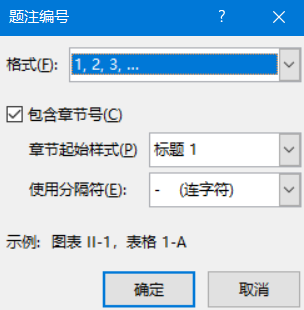 题注编号 ?
格式(F): 1, 2, 3, ...
包含章节号(C)
章节起始样式(P) 标题 1
使用分隔符(E): - (连字符)
示例: 图表 II-1, 表格 1-A
确定 取消